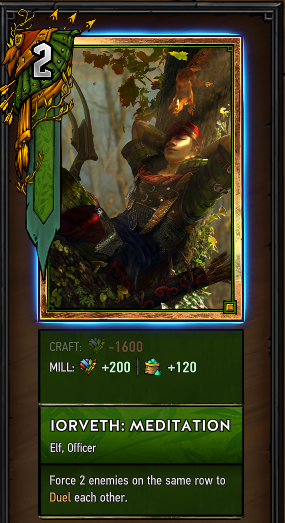 2
CRAFT: -1600
MILL: +200 | +120
IORVETH: MEDITATION
Elf, Officer
Force 2 enemies on the same row to
Duel each other.